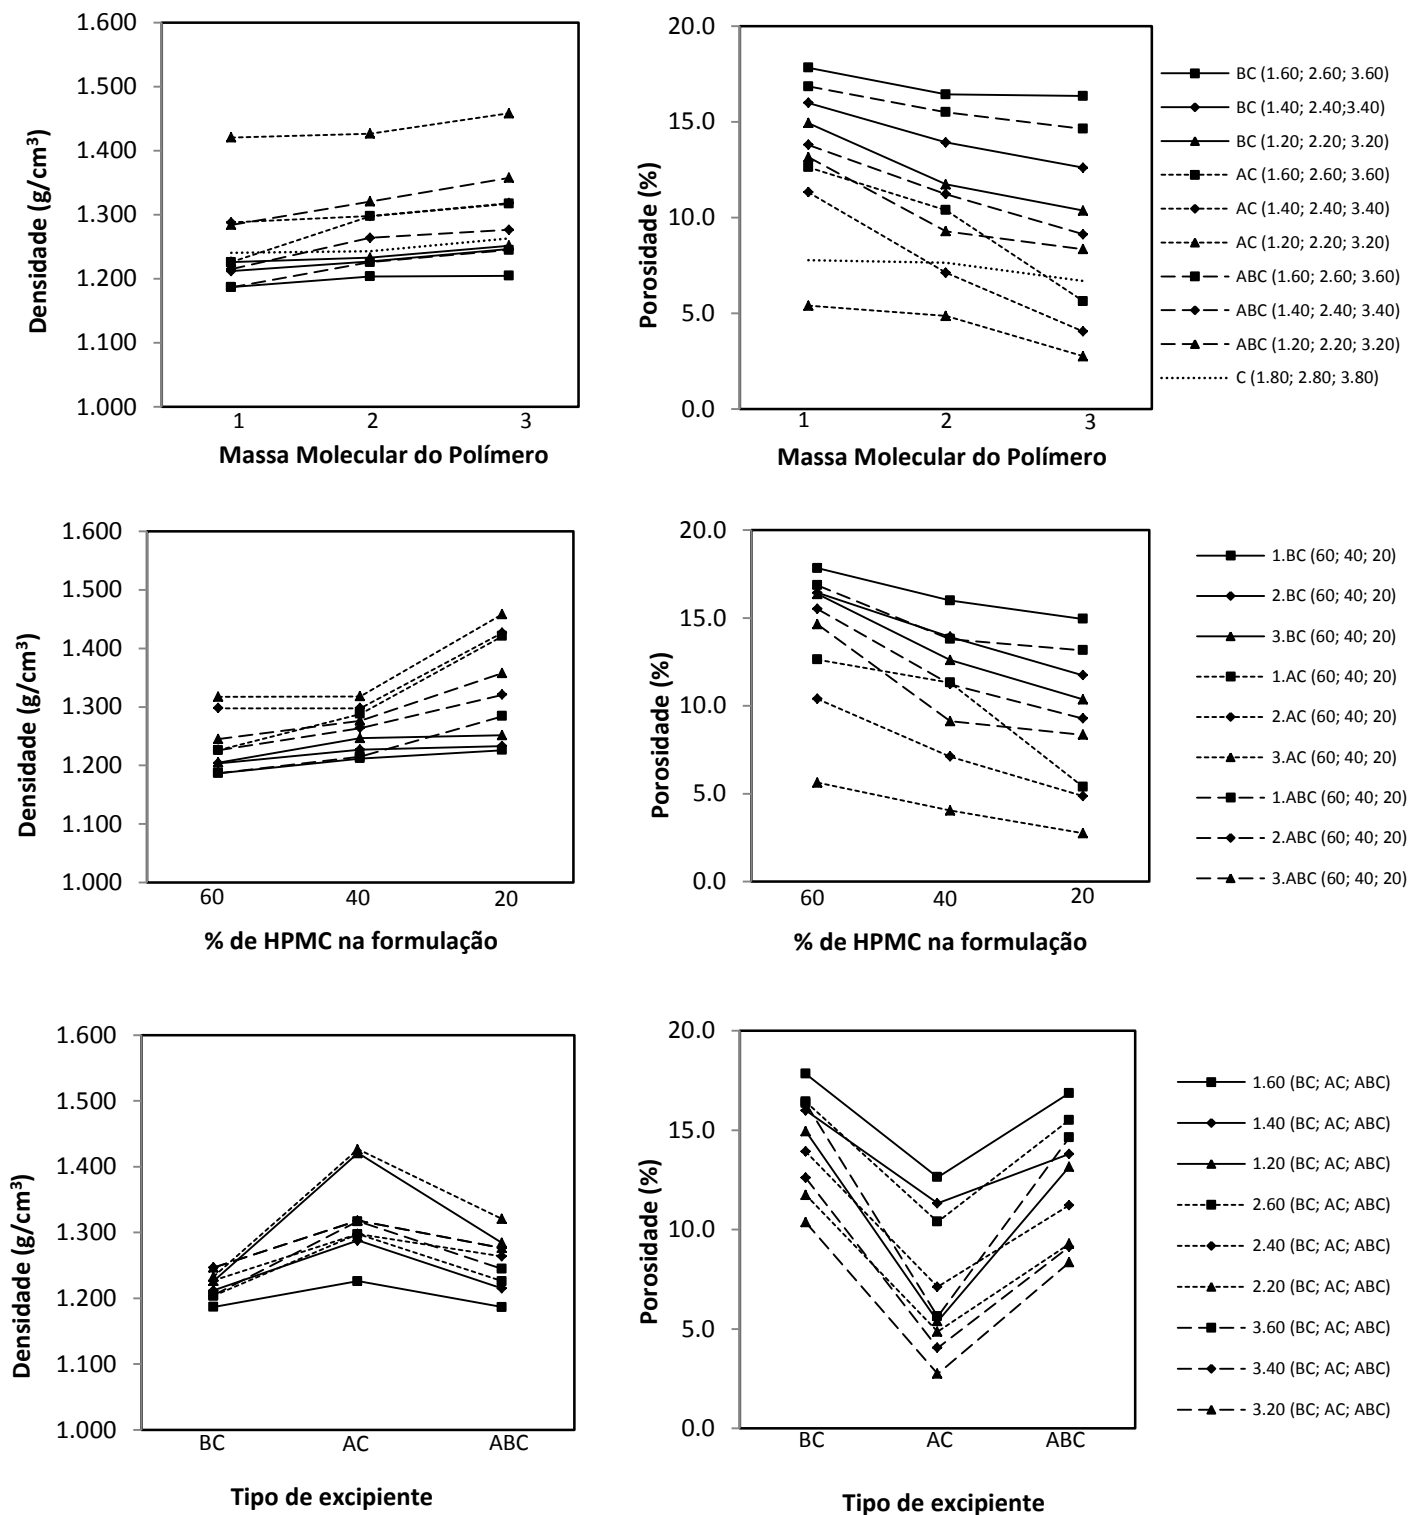 1.600
1.500
1.400
1.300
1.200
1.100
1.000
Densidade (g/cm³)
1 2 3
Massa Molecular do Polímero
20.0
15.0
10.0
5.0
0.0
Porosidade (%)
1 2 3
Massa Molecular do Polímero
BC (1.60; 2.60; 3.60)
BC (1.40; 2.40;3.40)
BC (1.20; 2.20; 3.20)
AC (1.60; 2.60; 3.60)
AC (1.40; 2.40; 3.40)
AC (1.20; 2.20; 3.20)
ABC (1.60; 2.60; 3.60)
ABC (1.40; 2.40; 3.40)
ABC (1.20; 2.20; 3.20)
C (1.80; 2.80; 3.80)
1.600
1.500
1.400
1.300
1.200
1.100
1.000
Densidade (g/cm³)
60 40 20
% de HPMC na formulação
20.0
15.0
10.0
5.0
0.0
Porosidade (%)
60 40 20
% de HPMC na formulação
1.BC (60; 40; 20)
2.BC (60; 40; 20)
3.BC (60; 40; 20)
1.AC (60; 40; 20)
2.AC (60; 40; 20)
3.AC (60; 40; 20)
1.ABC (60; 40; 20)
2.ABC (60; 40; 20)
3.ABC (60; 40; 20)
1.600
1.500
1.400
1.300
1.200
1.100
1.000
Densidade (g/cm³)
BC AC ABC
Tipo de excipiente
20.0
15.0
10.0
5.0
0.0
Porosidade (%)
BC AC ABC
Tipo de excipiente
1.60 (BC; AC; ABC)
1.40 (BC; AC; ABC)
1.20 (BC; AC; ABC)
2.60 (BC; AC; ABC)
2.40 (BC; AC; ABC)
2.20 (BC; AC; ABC)
3.60 (BC; AC; ABC)
3.40 (BC; AC; ABC)
3.20 (BC; AC; ABC)